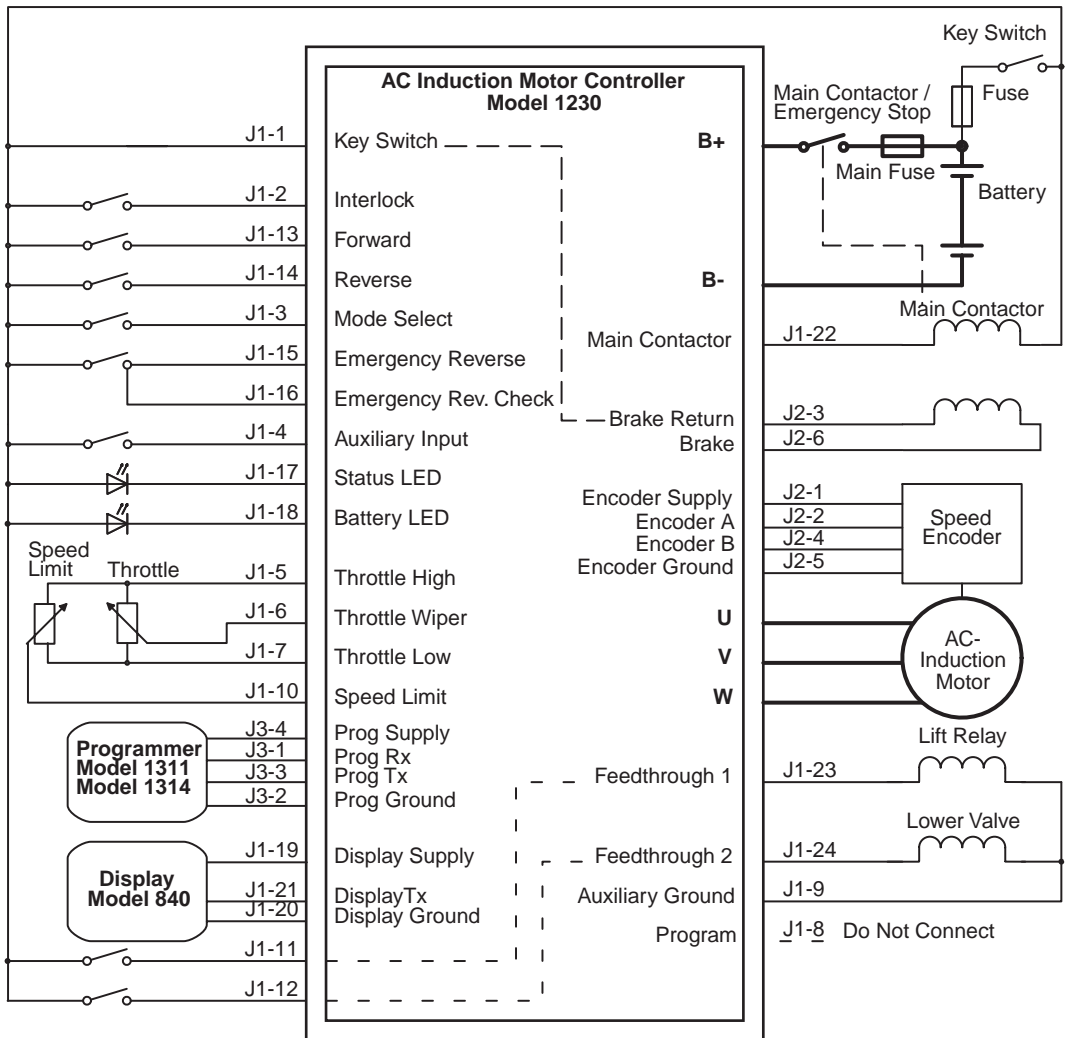 Key Switch
AC Induction Motor Controller
Model 1230
Main Contactor /
Emergency Stop
Fuse
J1-1
Key Switch
B+
Main Fuse
Battery
J1-2
Interlock
J1-13
Forward
J1-14
Reverse
B-
J1-3
Mode Select
Main Contactor
Main Contactor
J1-22
J1-15
Emergency Reverse
J1-16
Emergency Rev. Check
Brake Return
J2-3
J1-4
Auxiliary Input
Brake
J2-6
J1-17
Status LED
J1-18
Battery LED
Encoder Supply
J2-1
Encoder A
J2-2
Encoder B
J2-4
Encoder Ground
J2-5
Speed
Encoder
Speed
Limit
Throttle
J1-5
Throttle High
J1-6
Throttle Wiper
U
J1-7
Throttle Low
V
J1-10
Speed Limit
W
AC-
Induction
Motor
Programmer
Model 1311
Model 1314
J3-4
Prog Supply
J3-1
Prog Rx
J3-3
Prog Tx
J3-2
Prog Ground
Lift Relay
Feedthrough 1
J1-23
Lower Valve
Display
Model 840
J1-19
Display Supply
Feedthrough 2
J1-24
J1-21
DisplayTx
J1-20
Display Ground
Auxiliary Ground
J1-9
Program
J1-8 Do Not Connect
J1-11
J1-12